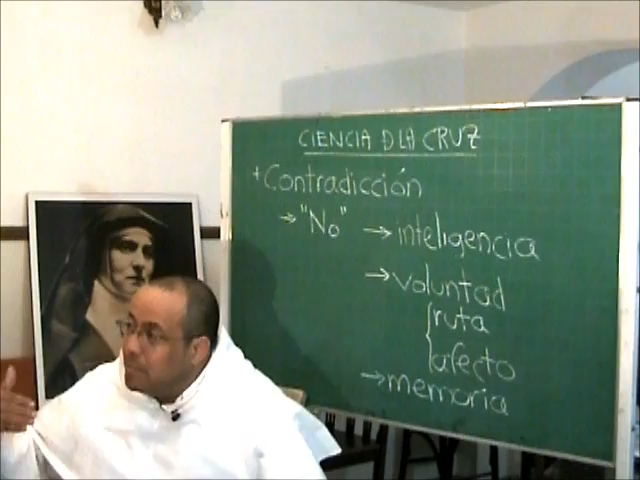 CIENCIA D LA CRUZ
+ Contradicción
→ "No" → inteligencia
→ voluntad
{ ruta
afecto
→ memoria